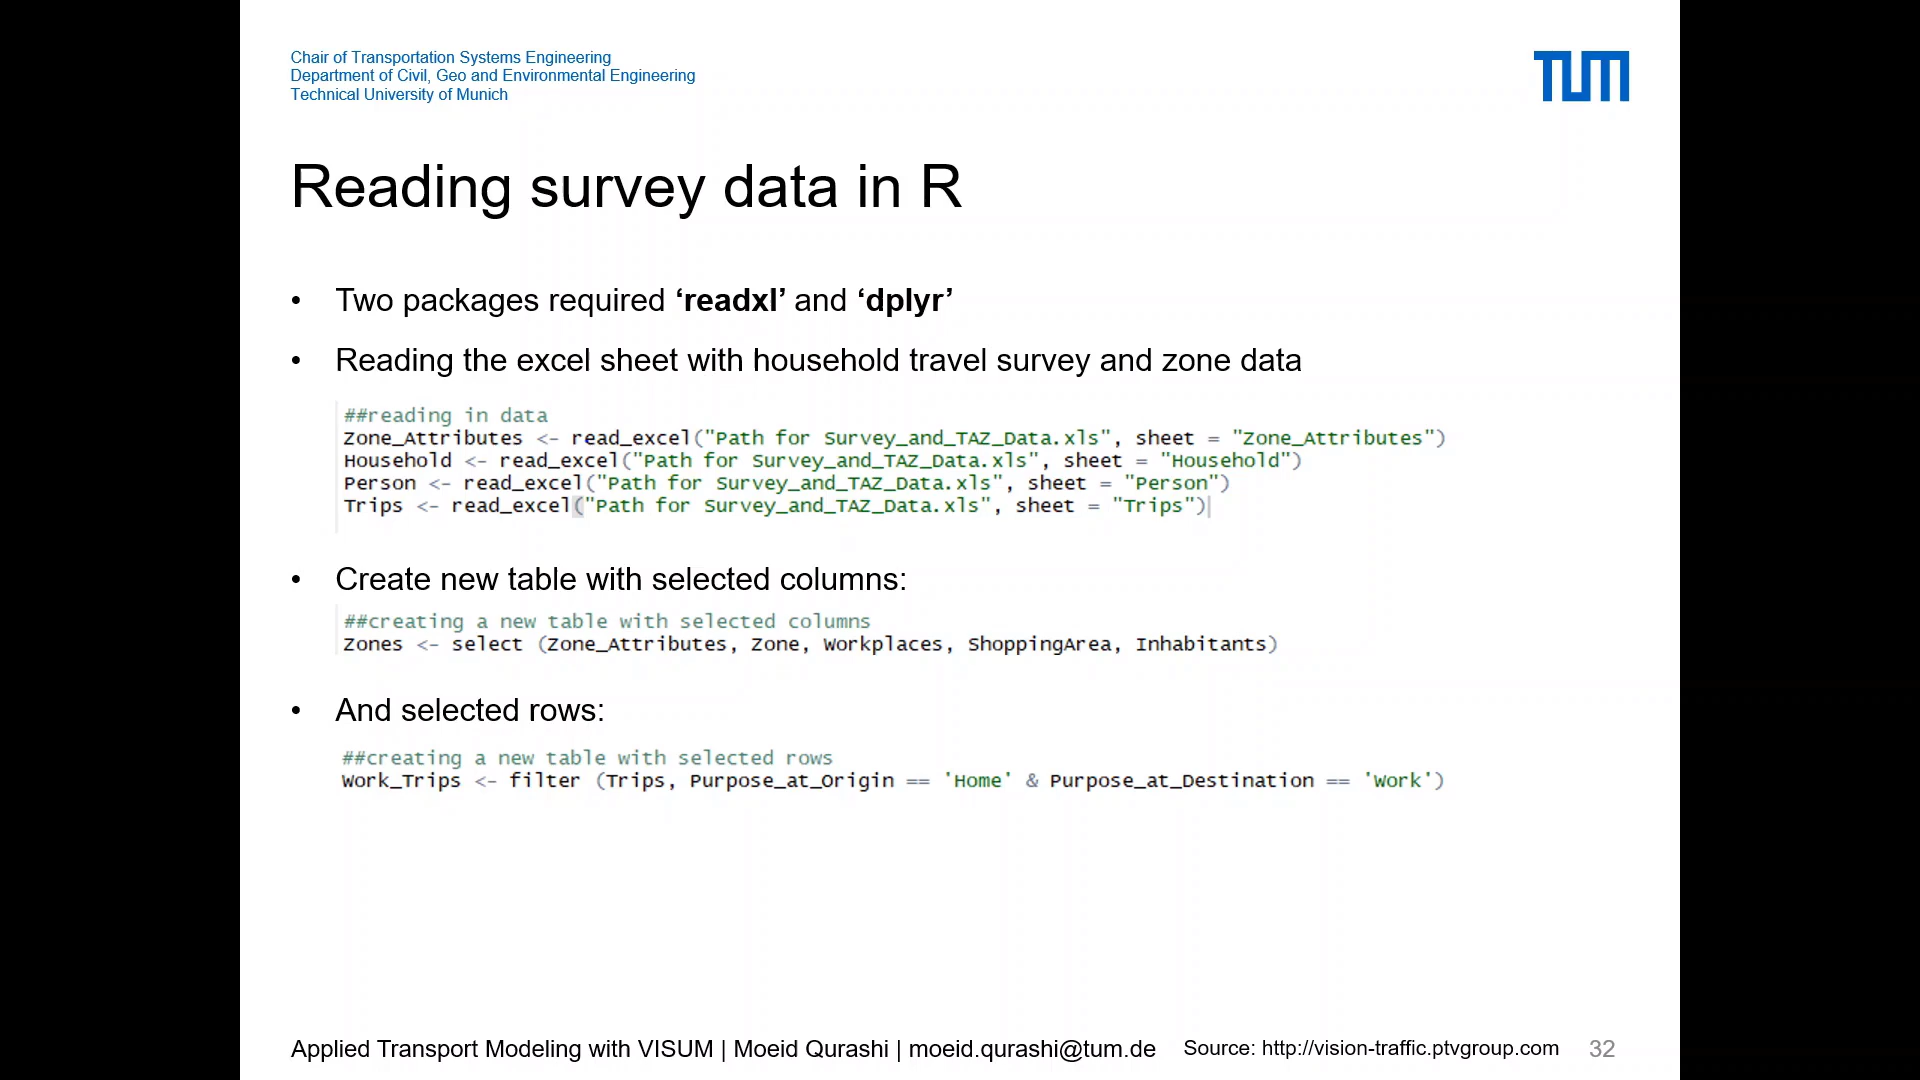 Chair of Transportation Systems Engineering
Department of Civil, Geo and Environmental Engineering
Technical University of Munich
TUM
Reading survey data in R
• Two packages required ‘readxl’ and ‘dplyr’
• Reading the excel sheet with household travel survey and zone data
##reading in data
Zone_Attributes <- read_excel("Path for Survey_and_TAZ_Data.xls", sheet = "Zone_Attributes")
Household <- read_excel("Path for Survey_and_TAZ_Data.xls", sheet = "Household")
Person <- read_excel("Path for Survey_and_TAZ_Data.xls", sheet = "Person")
Trips <- read_excel("Path for Survey_and_TAZ_Data.xls", sheet = "Trips")
• Create new table with selected columns:
##creating a new table with selected columns
Zones <- select (Zone_Attributes, Zone, Workplaces, ShoppingArea, Inhabitants)
• And selected rows:
##creating a new table with selected rows
Work_Trips <- filter (Trips, Purpose_at_Origin == 'Home' & Purpose_at_Destination == 'Work')
Applied Transport Modeling with VISUM | Moeid Qurashi | moeid.qurashi@tum.de Source: http://vision-traffic.ptvgroup.com 32